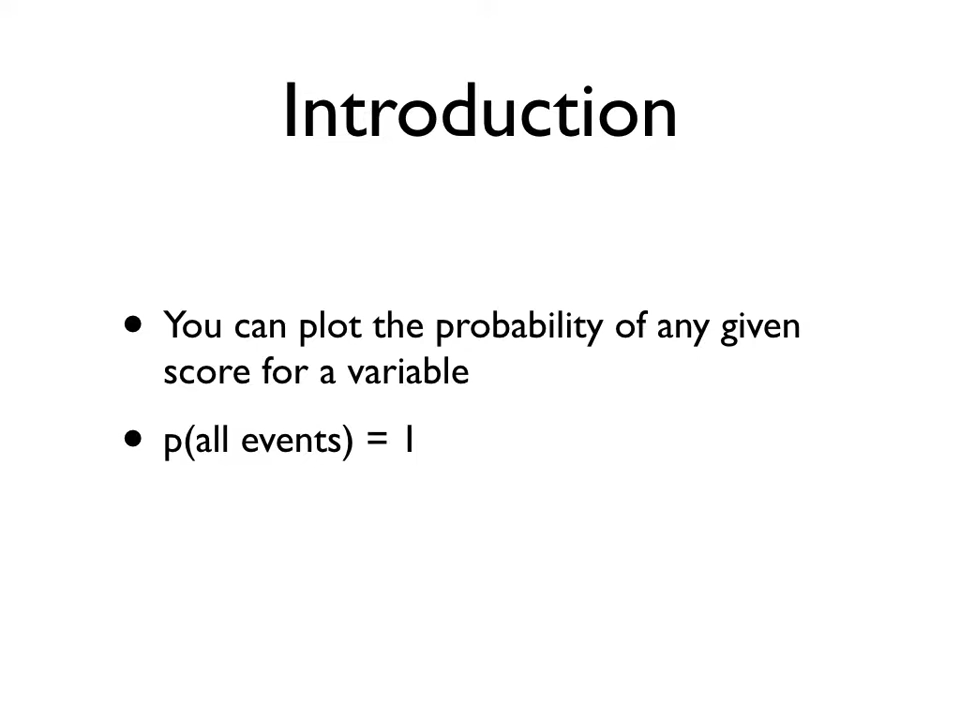 Introduction
• You can plot the probability of any given
score for a variable
• p(all events) = 1